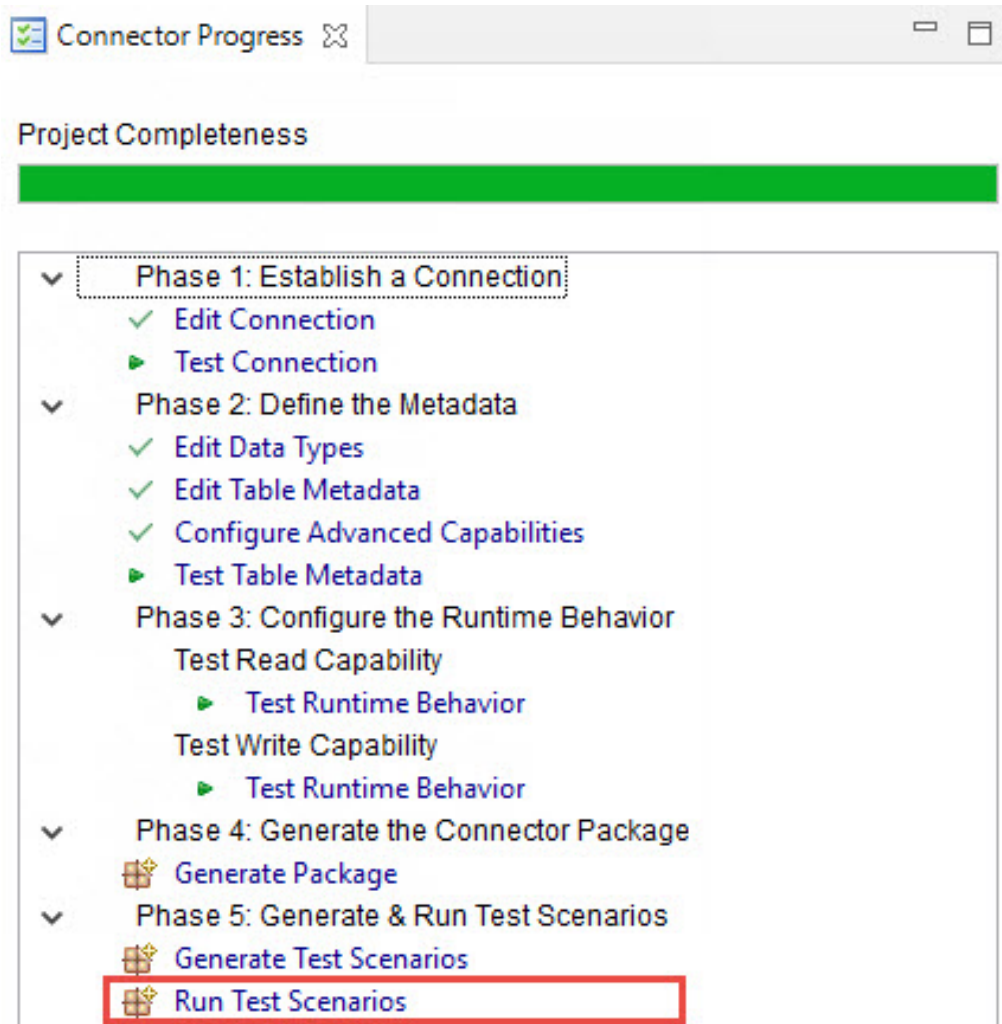 Connector Progress
Project Completeness
Phase 1: Establish a Connection
Edit Connection
Test Connection
Phase 2: Define the Metadata
Edit Data Types
Edit Table Metadata
Configure Advanced Capabilities
Test Table Metadata
Phase 3: Configure the Runtime Behavior
Test Read Capability
Test Runtime Behavior
Test Write Capability
Test Runtime Behavior
Phase 4: Generate the Connector Package
Generate Package
Phase 5: Generate & Run Test Scenarios
Generate Test Scenarios
Run Test Scenarios